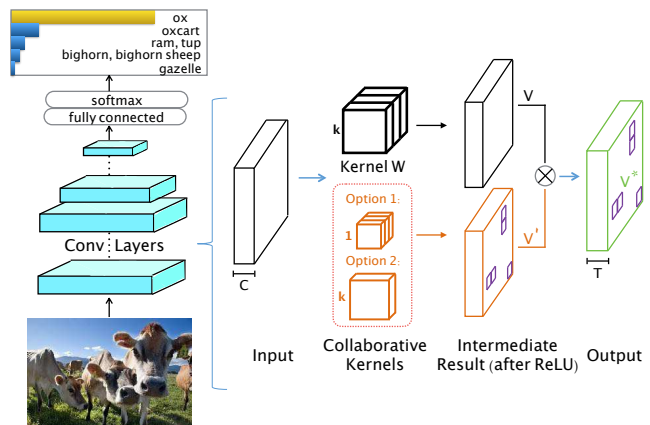 ox
oxcart
ram, tup
bighorn, bighorn sheep
gazelle
softmax
fully connected
Conv Layers
C
Input
k
Kernel W
Option 1:
1
Option 2:
k
Collaborative
Kernels
V
V'
Intermediate
Result (after ReLU)
V*
T
Output